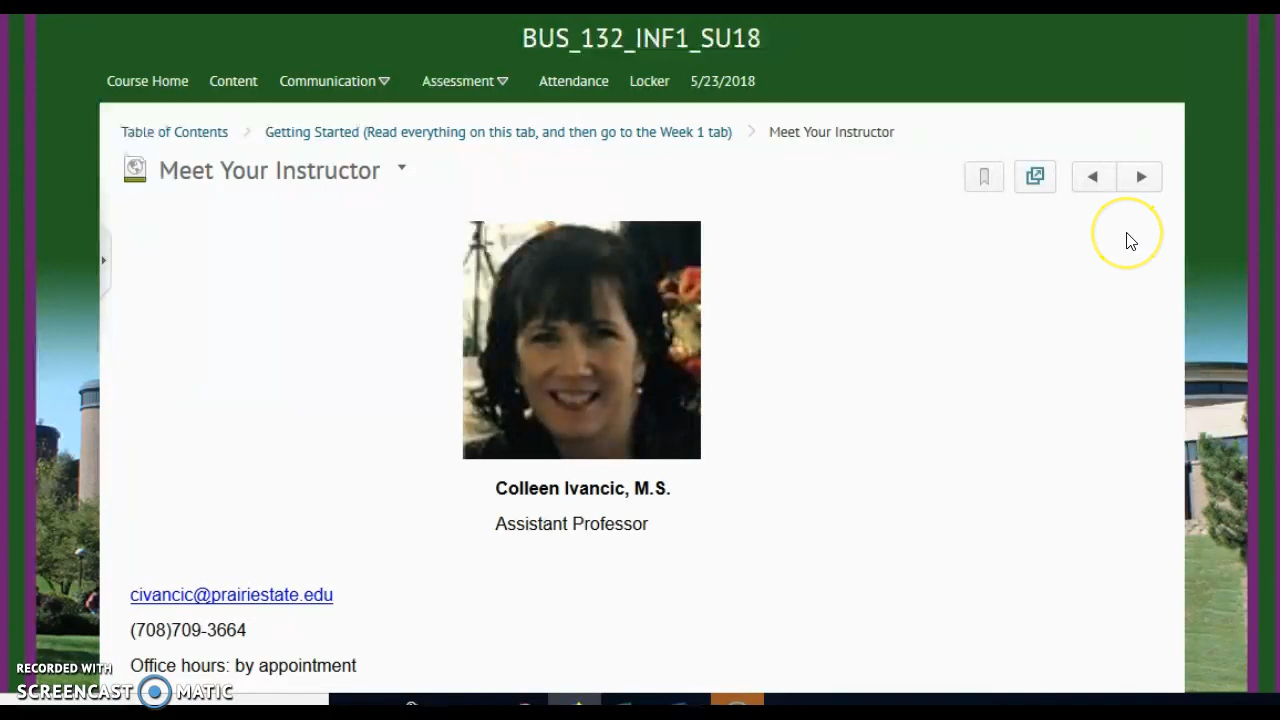 BUS_132_INF1_SU18
Course Home Content Communication Assessment Attendance Locker 5/23/2018
Table of Contents Getting Started (Read everything on this tab, and then go to the Week 1 tab) Meet Your Instructor
Meet Your Instructor
Colleen Ivancic, M.S.
Assistant Professor
civancic@prairiestate.edu
(708)709-3664
Office hours: by appointment
RECORDED WITH
SCREENCAST MATIC